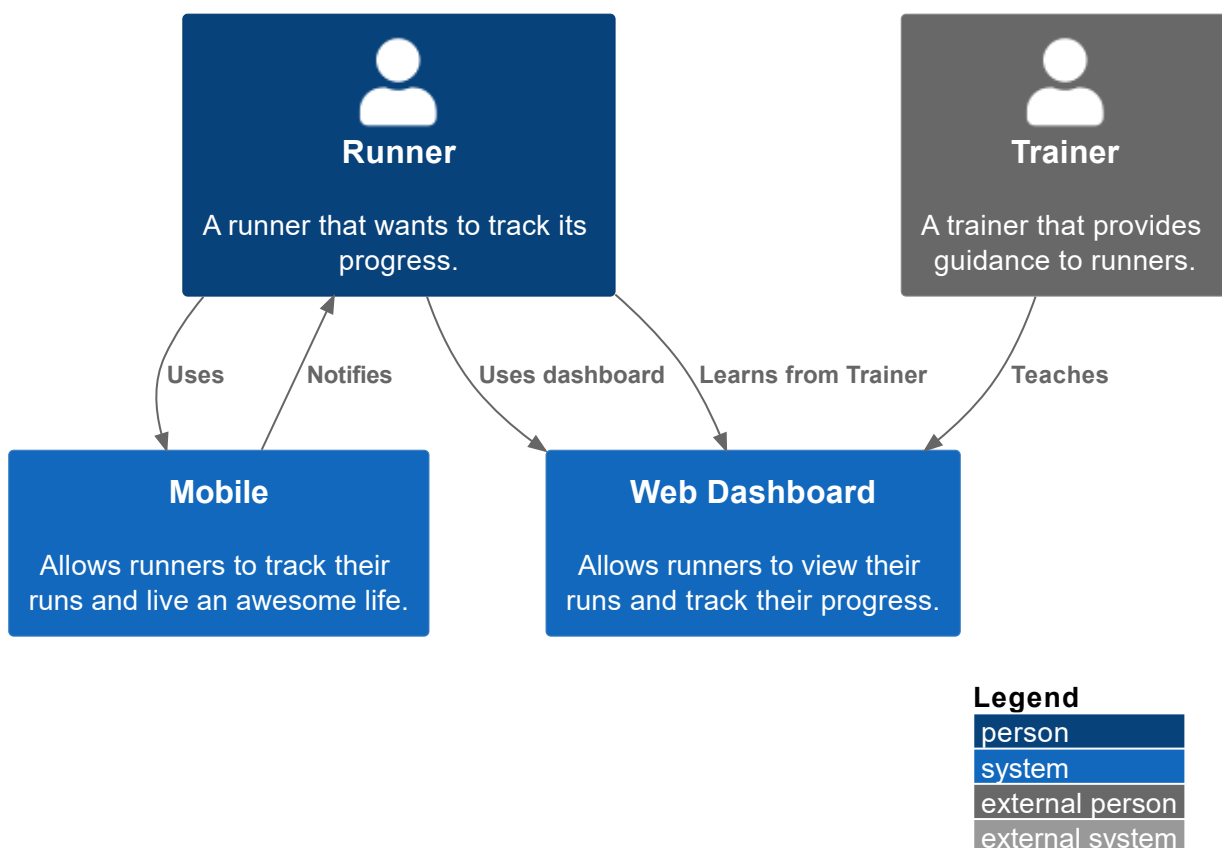 Runner
A runner that wants to track its
progress.
Trainer
A trainer that provides
guidance to runners.
Uses
Notifies
Uses dashboard
Learns from Trainer
Teaches
Mobile
Allows runners to track their
runs and live an awesome life.
Web Dashboard
Allows runners to view their
runs and track their progress.
Legend
person
system
external person
external system